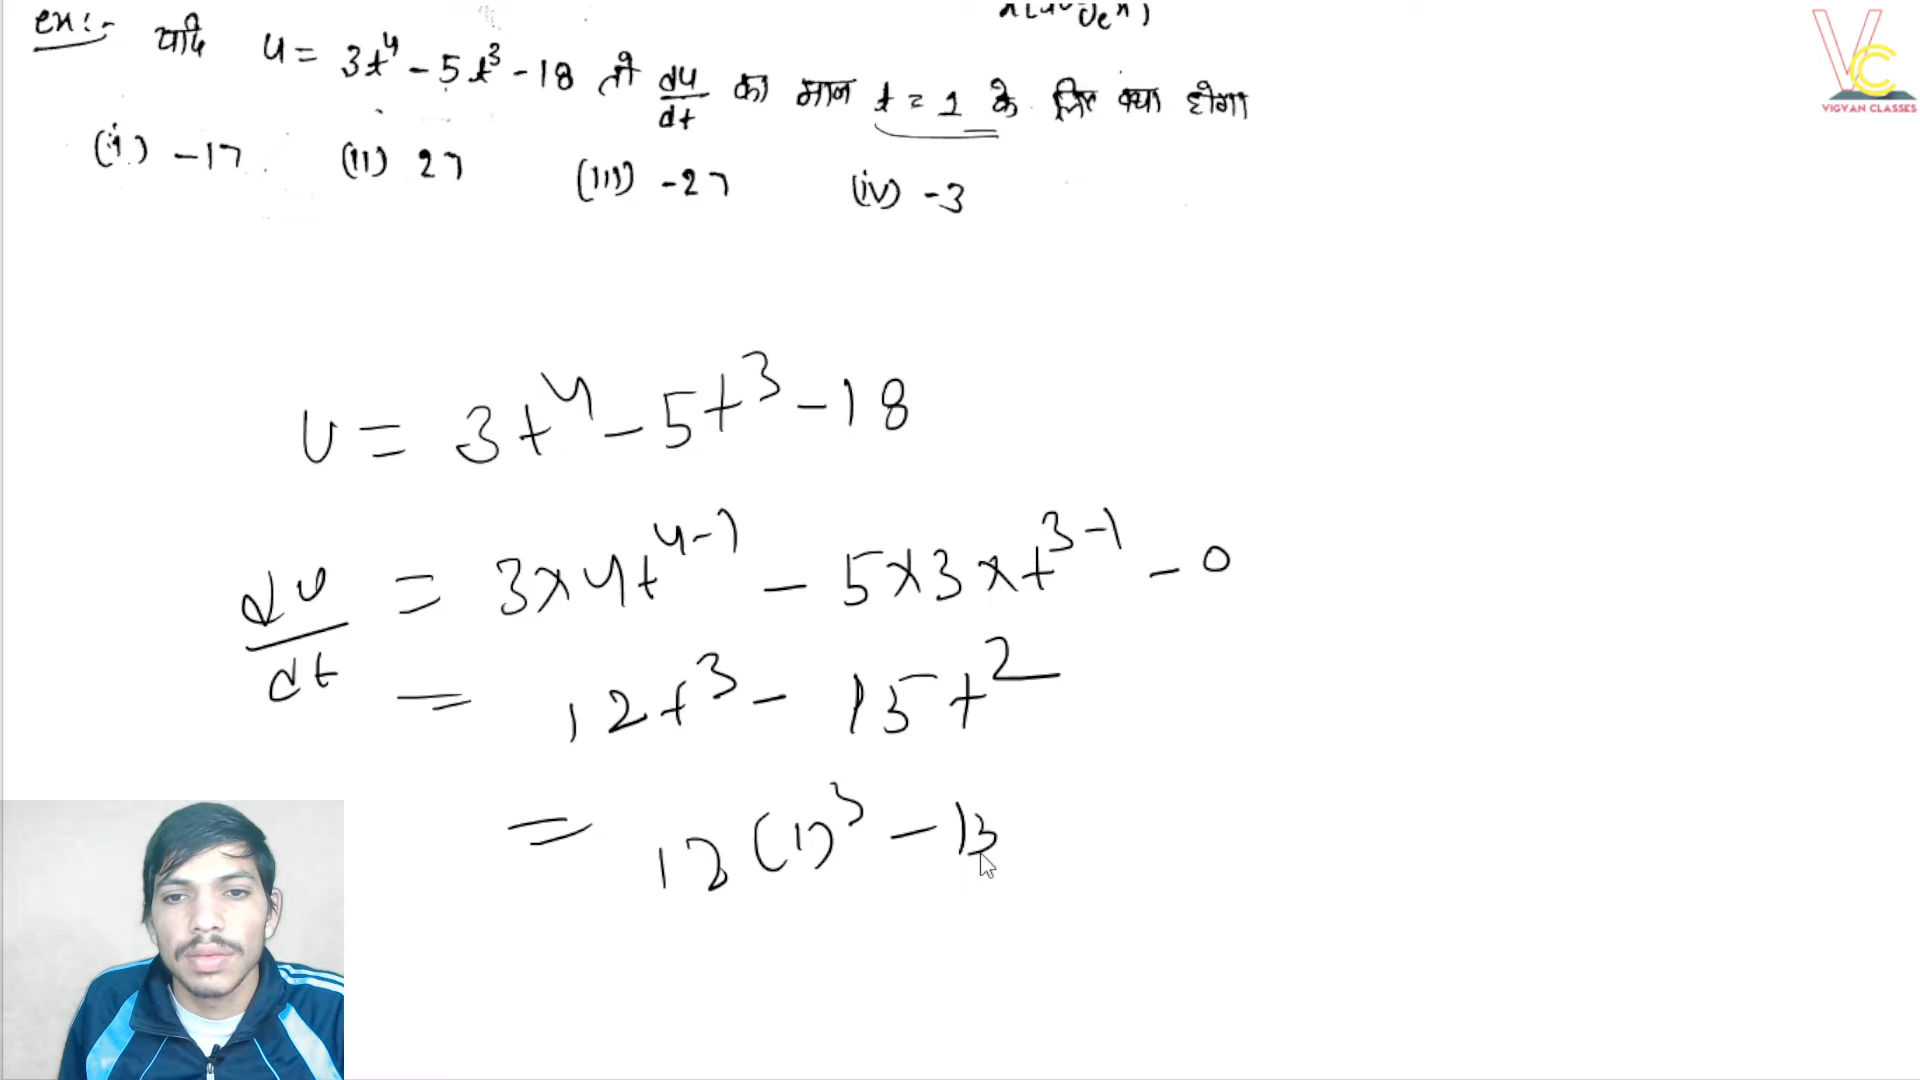 ex:- यदि u = 3t⁴ - 5t³ - 18 तो du/dt का मान t = 1 के लिए क्या होगा
(i) -17 (ii) 27 (iii) -27 (iv) -3
VC
VIGYAN CLASSES
u = 3t⁴ - 5t³ - 18
du/dt = 3×4t⁴⁻¹ - 5×3×t³⁻¹ - 0
= 12t³ - 15t²
= 12(1)³ - 15